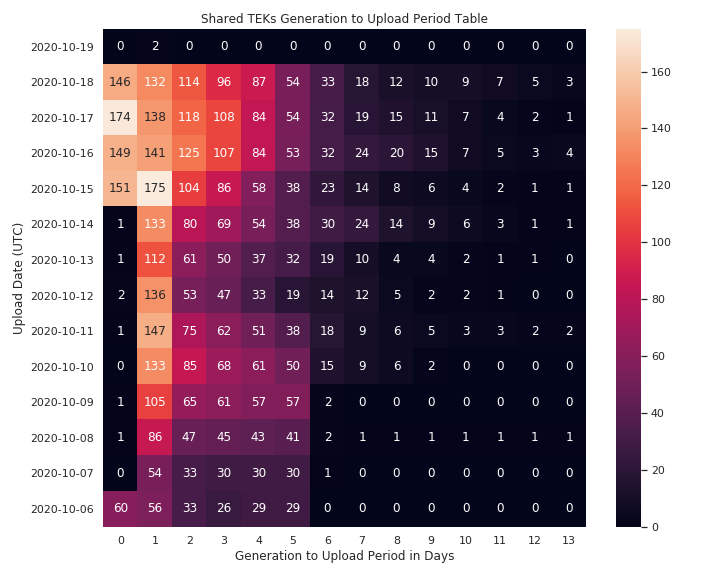 Shared TEKs Generation to Upload Period Table
Upload Date (UTC)
2020-10-19 0 2 0 0 0 0 0 0 0 0 0 0 0 0
2020-10-18 146 132 114 96 87 54 33 18 12 10 9 7 5 3
2020-10-17 174 138 118 108 84 54 32 19 15 11 7 4 2 1
2020-10-16 149 141 125 107 84 53 32 24 20 15 7 5 3 4
2020-10-15 151 175 104 86 58 38 23 14 8 6 4 2 1 1
2020-10-14 1 133 80 69 54 38 30 24 14 9 6 3 1 1
2020-10-13 1 112 61 50 37 32 19 10 4 4 2 1 1 0
2020-10-12 2 136 53 47 33 19 14 12 5 2 2 1 0 0
2020-10-11 1 147 75 62 51 38 18 9 6 5 3 3 2 2
2020-10-10 0 133 85 68 61 50 15 9 6 2 0 0 0 0
2020-10-09 1 105 65 61 57 57 2 0 0 0 0 0 0 0
2020-10-08 1 86 47 45 43 41 2 1 1 1 1 1 1 1
2020-10-07 0 54 33 30 30 30 1 0 0 0 0 0 0 0
2020-10-06 60 56 33 26 29 29 0 0 0 0 0 0 0 0
0 1 2 3 4 5 6 7 8 9 10 11 12 13
Generation to Upload Period in Days
160
140
120
100
80
60
40
20
0